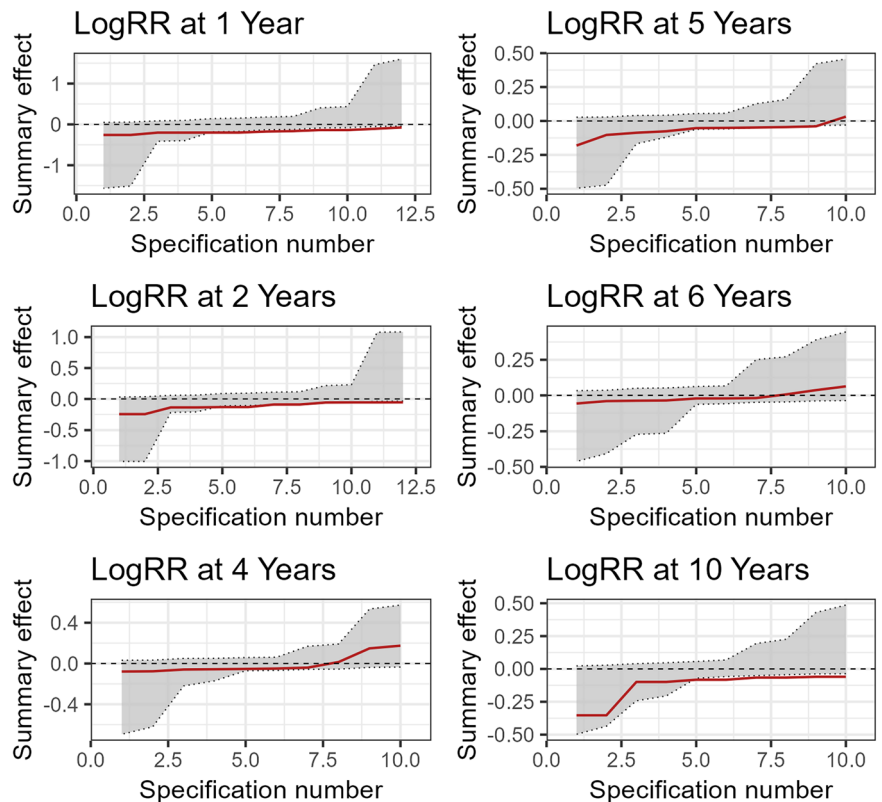 LogRR at 1 Year
Summary effect
1
0
-1
0.0 2.5 5.0 7.5 10.0 12.5
Specification number
LogRR at 5 Years
Summary effect
0.50
0.25
0.00
-0.25
-0.50
0.0 2.5 5.0 7.5 10.0
Specification number
LogRR at 2 Years
Summary effect
1.0
0.5
0.0
-0.5
-1.0
0.0 2.5 5.0 7.5 10.0 12.5
Specification number
LogRR at 6 Years
Summary effect
0.25
0.00
-0.25
-0.50
0.0 2.5 5.0 7.5 10.0
Specification number
LogRR at 4 Years
Summary effect
0.4
0.0
-0.4
0.0 2.5 5.0 7.5 10.0
Specification number
LogRR at 10 Years
Summary effect
0.50
0.25
0.00
-0.25
-0.50
0.0 2.5 5.0 7.5 10.0
Specification number